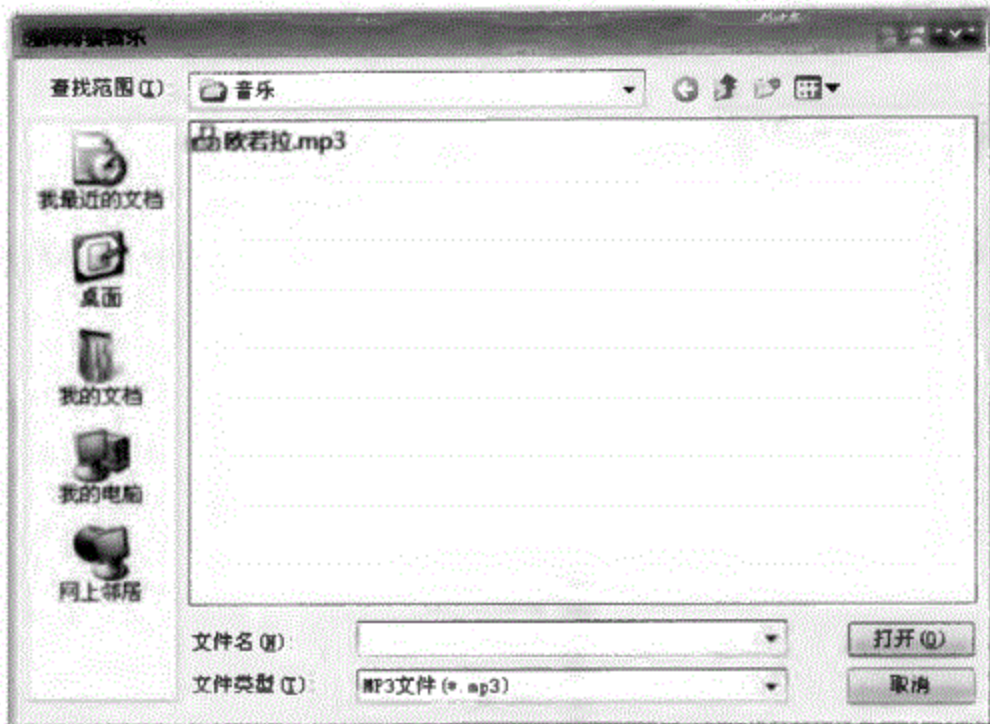 查找范围(I)
音乐
欧若拉.mp3
我最近的文档
桌面
我的文档
我的电脑
网上邻居
文件名(N)
打开(O)
文件类型(T)
MP3文件(*.mp3)
取消